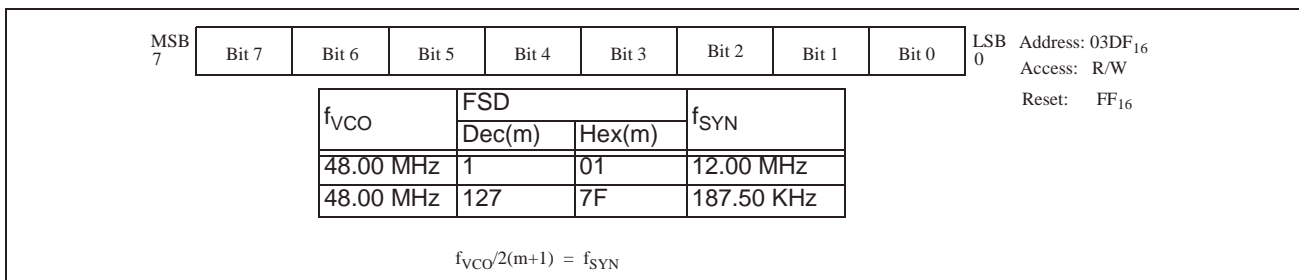 MSB 7 Bit 7 Bit 6 Bit 5 Bit 4 Bit 3 Bit 2 Bit 1 Bit 0 LSB 0 Address: 03DF16
Access: R/W
Reset: FF16
fVCO FSD fSYN
Dec(m) Hex(m)
48.00 MHz 1 01 12.00 MHz
48.00 MHz 127 7F 187.50 KHz
fVCO/2(m+1) = fSYN